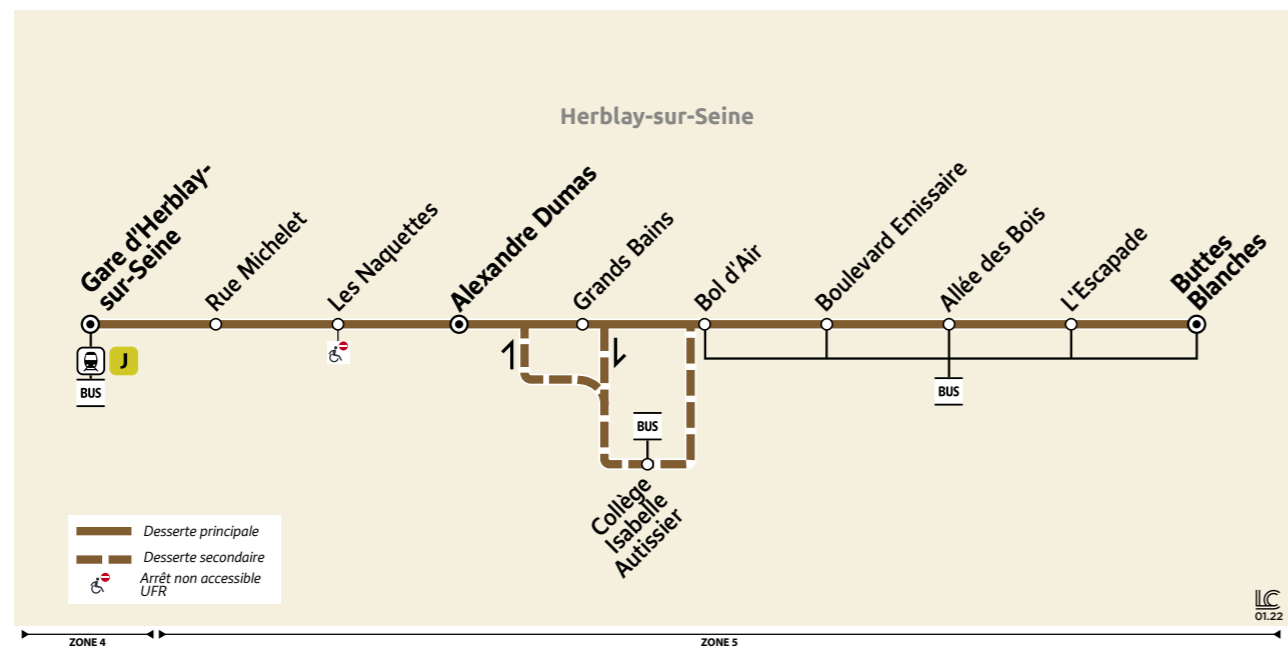 Herblay-sur-Seine
Gare d'Herblay-
sur-Seine
Rue Michelet
Les Naquettes
Alexandre Dumas
Grands Bains
Bol d'Air
Boulevard Emissaire
Allée des Bois
L'Escapade
Buttes
Blanches
J
BUS
BUS
BUS
Collège
Isabelle
Autissier
Desserte principale
Desserte secondaire
Arrêt non accessible
UFR
LC
01.22
ZONE 4
ZONE 5